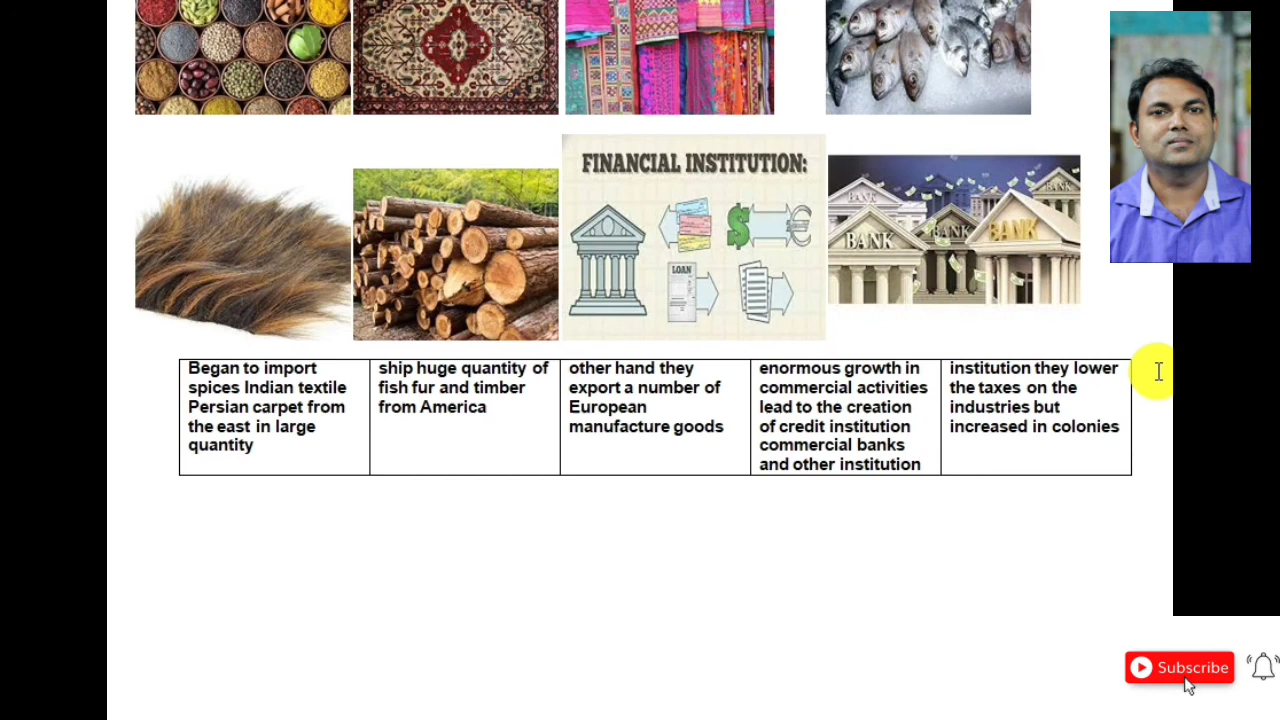 FINANCIAL INSTITUTION:
LOAN
BANK
BANK
BANK
BANK
BANK
Began to import
spices Indian textile
Persian carpet from
the east in large
quantity
ship huge quantity of
fish fur and timber
from America
other hand they
export a number of
European
manufacture goods
enormous growth in
commercial activities
lead to the creation
of credit institution
commercial banks
and other institution
institution they lower
the taxes on the
industries but
increased in colonies
Subscribe